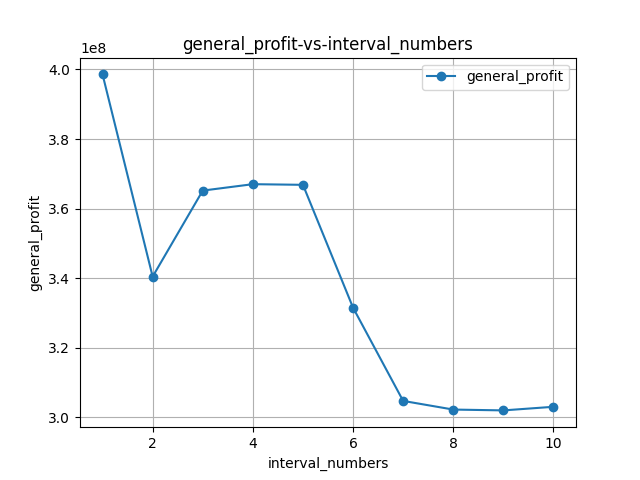 general_profit-vs-interval_numbers
1e8
general_profit
4.0
3.8
3.6
3.4
3.2
3.0
general_profit
2
4
6
8
10
interval_numbers